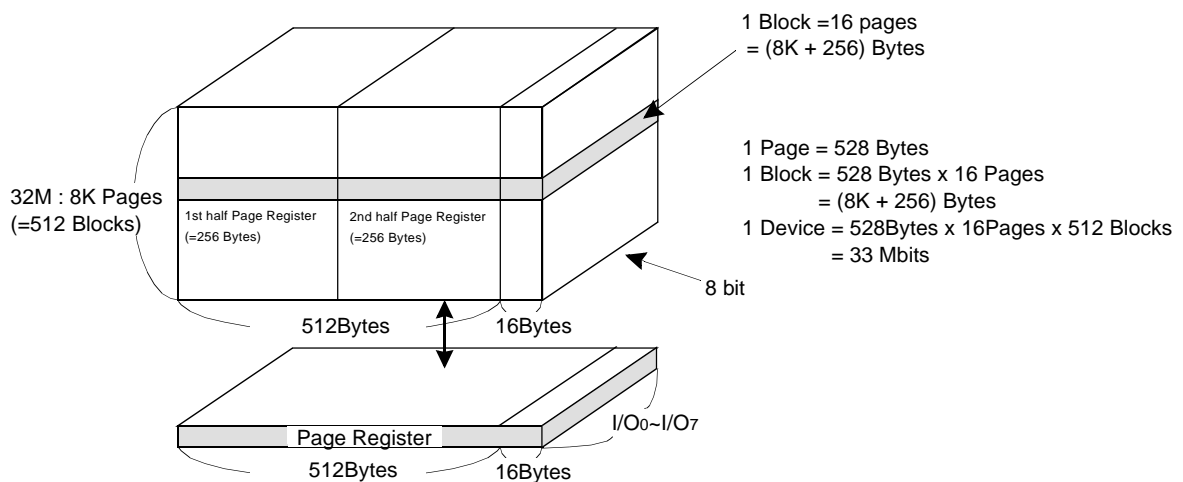 1 Block =16 pages
= (8K + 256) Bytes
32M : 8K Pages
(=512 Blocks)
1st half Page Register
(=256 Bytes)
2nd half Page Register
(=256 Bytes)
1 Page = 528 Bytes
1 Block = 528 Bytes x 16 Pages
= (8K + 256) Bytes
1 Device = 528Bytes x 16Pages x 512 Blocks
= 33 Mbits
8 bit
512Bytes
16Bytes
I/O0~I/O7
Page Register
512Bytes
16Bytes